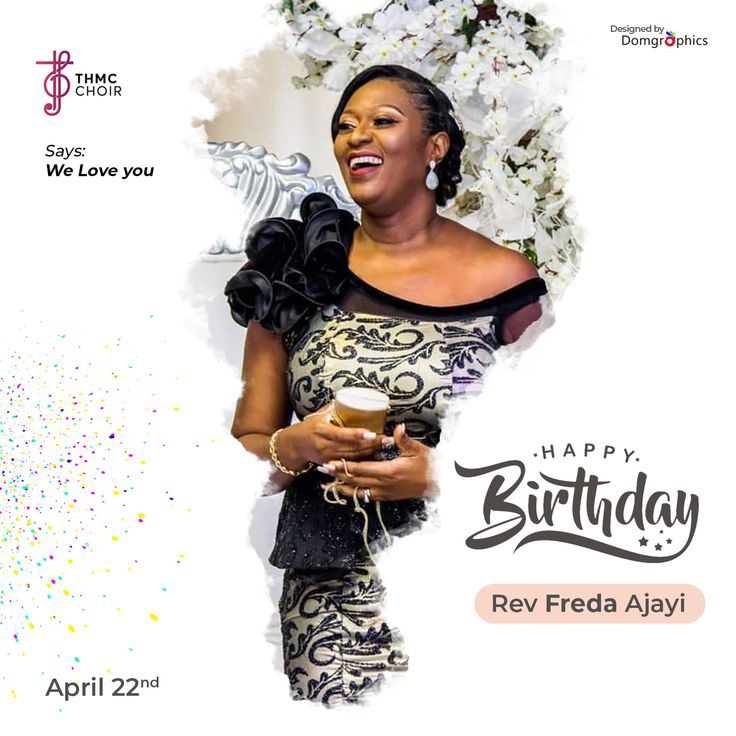 THMC
CHOIR
Designed by
Domgraphics
Says:
We Love you
HAPPY
Birthday
Rev Freda Ajayi
April 22nd